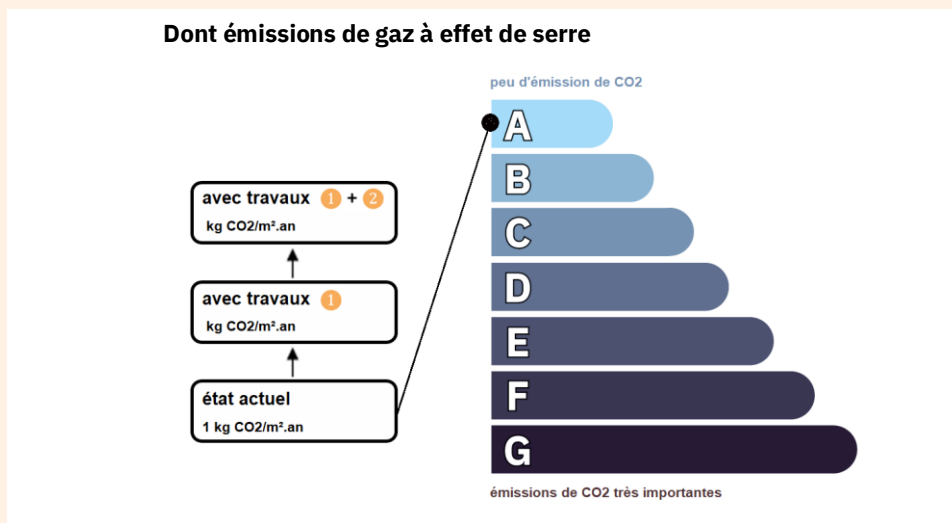 Dont émissions de gaz à effet de serre
peu d'émission de CO2
A
B
C
D
E
F
G
émissions de CO2 très importantes
avec travaux 1 + 2
kg CO2/m².an
avec travaux 1
kg CO2/m².an
état actuel
1 kg CO2/m².an